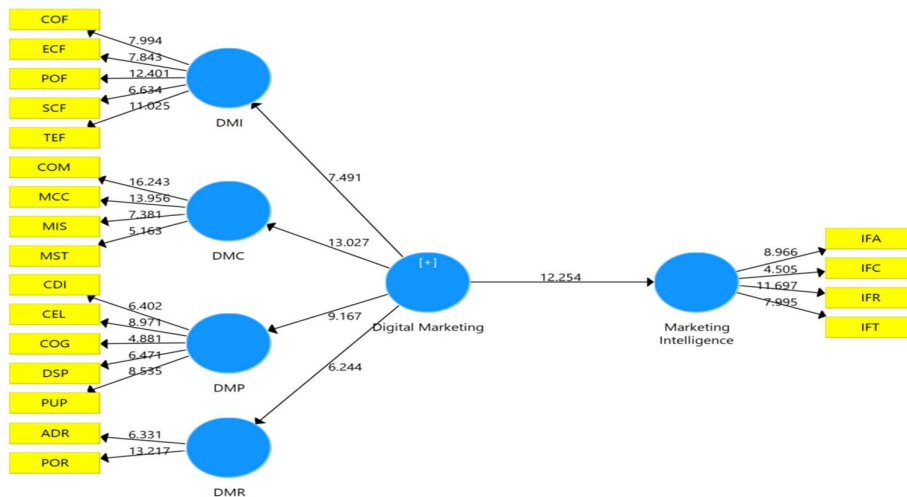 COF
7.994
ECF
7.843
POF
12.401
SCF
6.634
TEF
11.025
DMI
COM
16.243
MCC
13.956
MIS
7.381
MST
5.163
DMC
CDI
6.402
CEL
8.971
COG
4.881
DSP
6.471
PUP
8.535
DMP
ADR
6.331
POR
13.217
DMR
7.491
13.027
9.167
6.244
[+]
Digital Marketing
12.254
Marketing
Intelligence
8.966
IFA
4.505
IFC
11.697
IFR
7.995
IFT